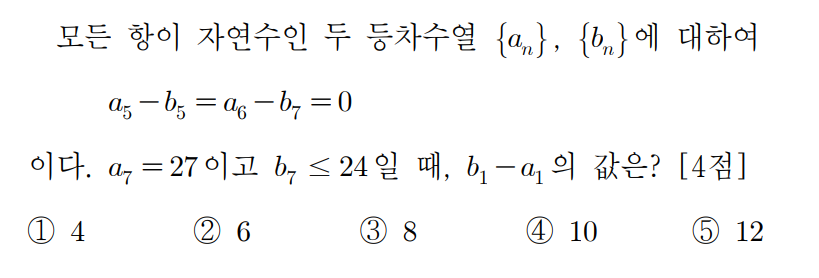 모든 항이 자연수인 두 등차수열 {aₙ}, {bₙ}에 대하여
a₅−b₅=a₆−b₇=0
이다. a₇=27이고 b₇≤24일 때, b₁−a₁의 값은? [4점]
① 4 ② 6 ③ 8 ④ 10 ⑤ 12